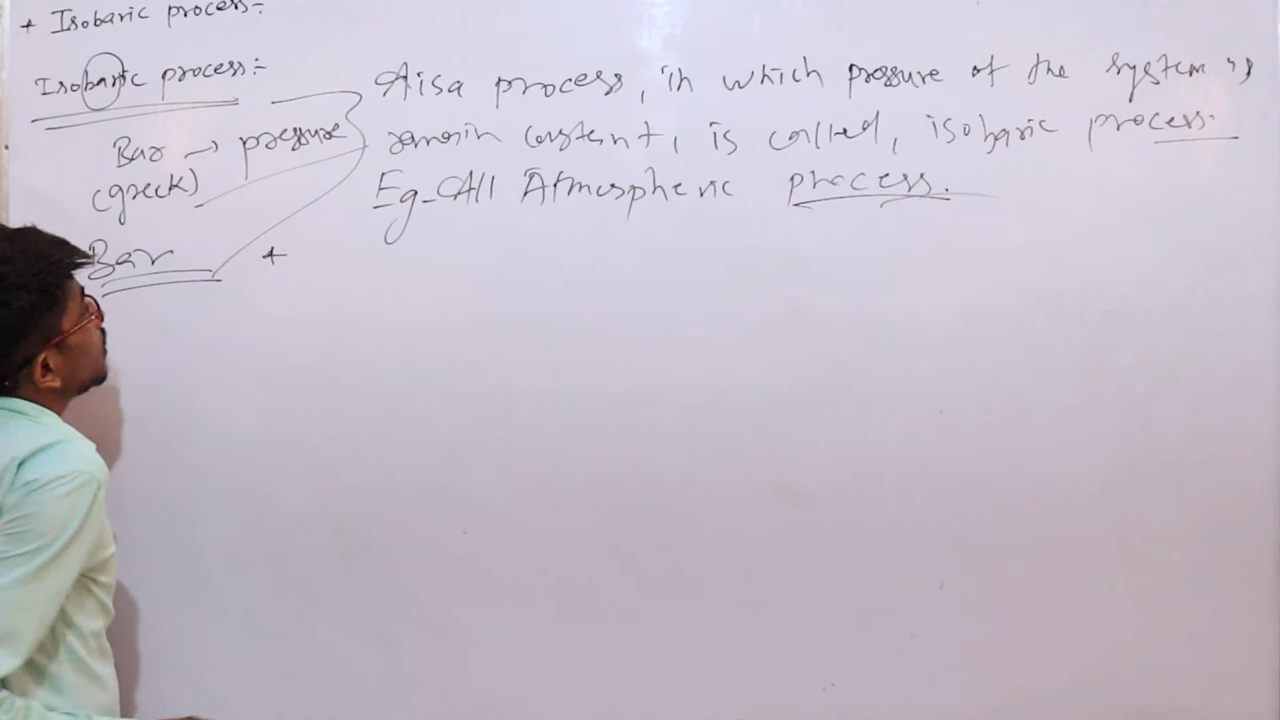 + Isobaric process:-
Isobaric process:-
Bar → pressure
(greek)
Bar
+
Aisa process, in which pressure of the system is
remain constant, is called, isobaric process.
Eg- All Atmospheric process.